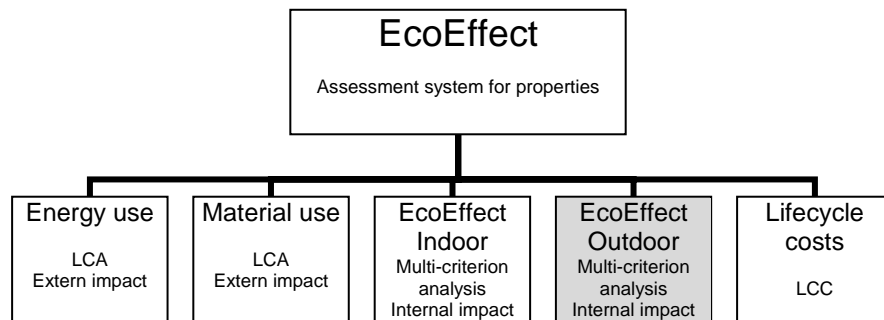 EcoEffect
Assessment system for properties
Energy use
LCA
Extern impact
Material use
LCA
Extern impact
EcoEffect
Indoor
Multi-criterion
analysis
Internal impact
EcoEffect
Outdoor
Multi-criterion
analysis
Internal impact
Lifecycle
costs
LCC